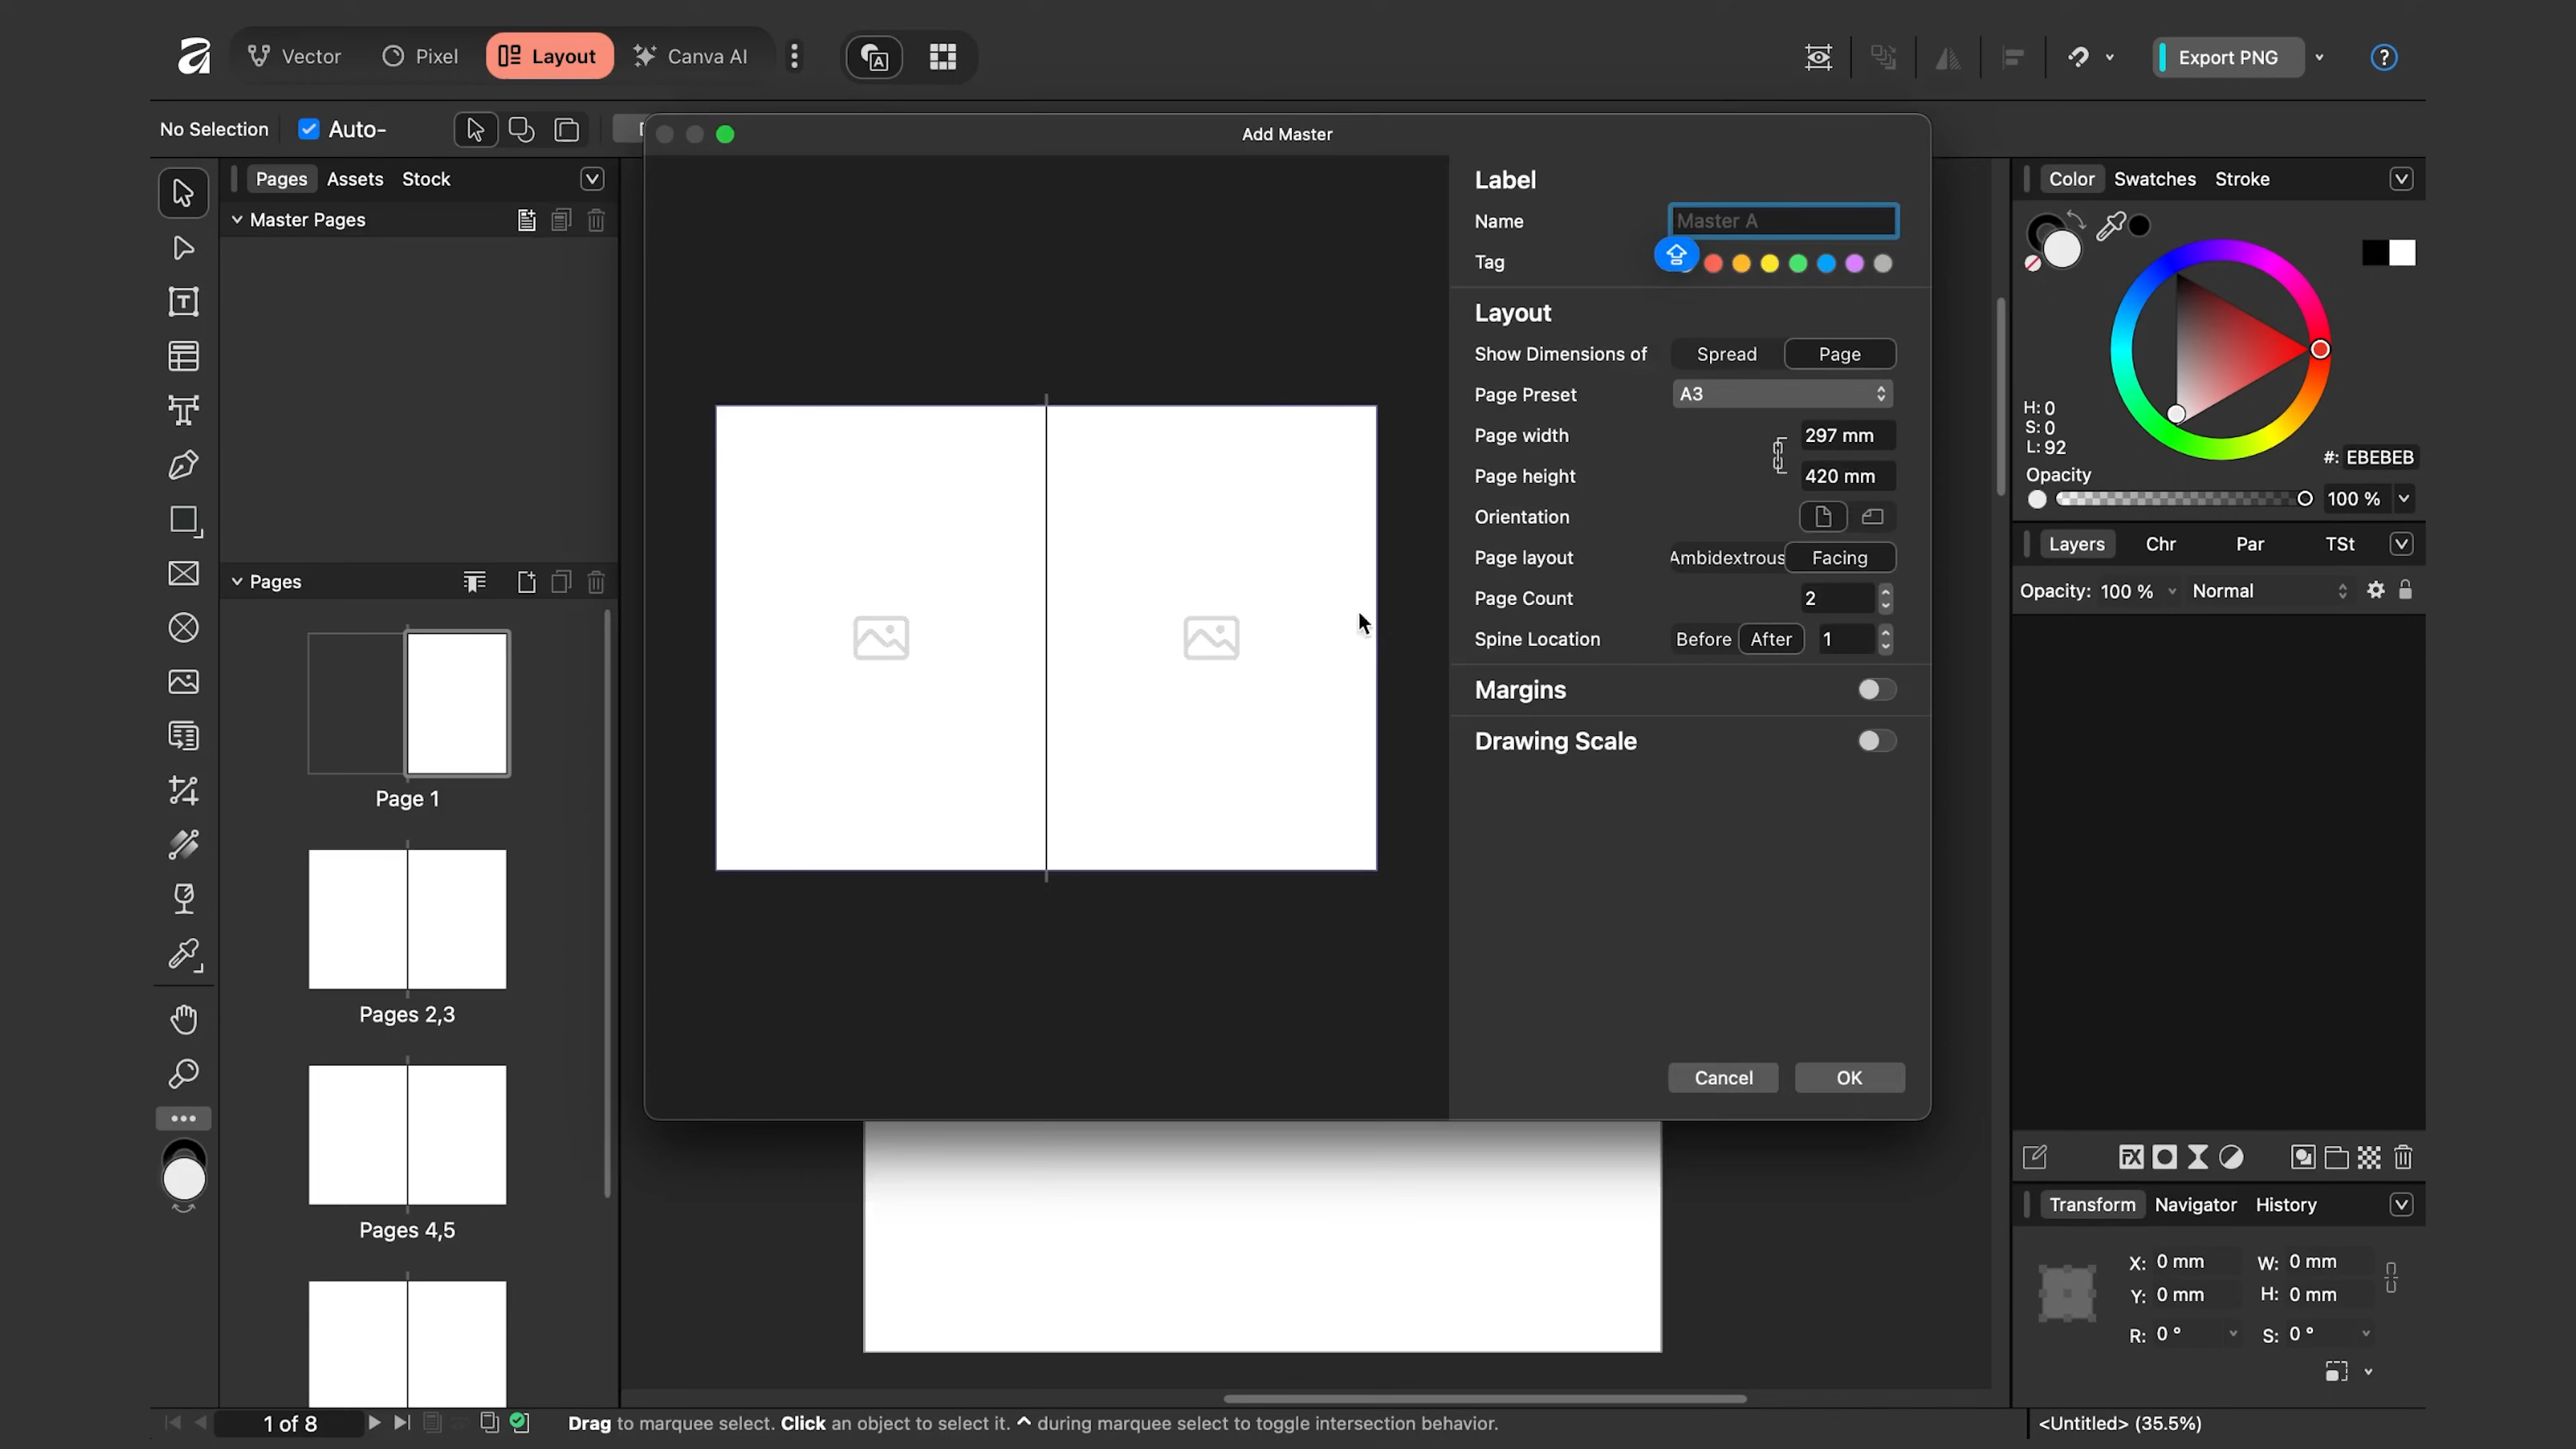 Vector
Pixel
Layout
Canva AI
Export PNG
?
No Selection
Auto-
Add Master
Pages
Assets
Stock
Master Pages
Pages
Page 1
Pages 2,3
Pages 4,5
Label
Name
Master A
Tag
Layout
Show Dimensions of
Spread
Page
Page Preset
A3
Page width
297 mm
Page height
420 mm
Orientation
Page layout
Ambidextrous
Facing
Page Count
2
Spine Location
Before
After
1
Margins
Drawing Scale
Cancel
OK
Color
Swatches
Stroke
H: 0
S: 0
L: 92
#: EBEBEB
Opacity
100 %
Layers
Chr
Par
TSt
Opacity: 100 %
Normal
FX
Transform
Navigator
History
X: 0 mm
W: 0 mm
Y: 0 mm
H: 0 mm
R: 0 °
S: 0 °
1 of 8
Drag to marquee select. Click an object to select it. ^ during marquee select to toggle intersection behavior.
<Untitled> (35.5%)